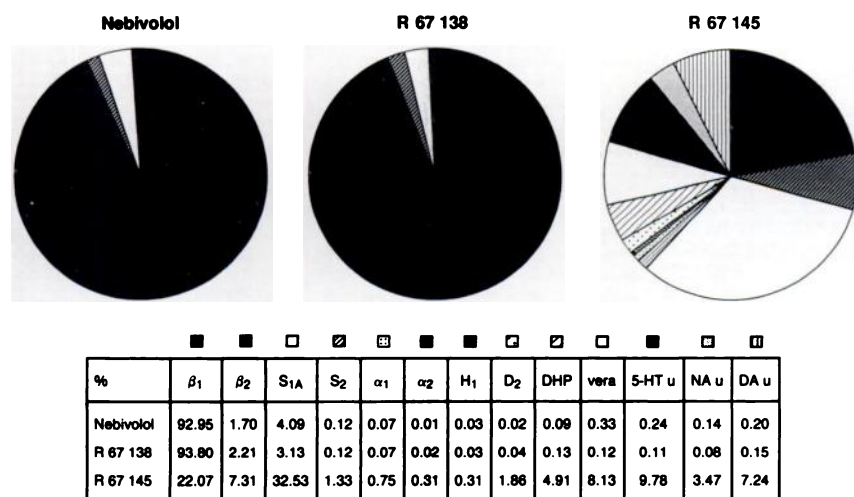 Nebivolol R 67 138 R 67 145
% β₁ β₂ S₁A S₂ α₁ α₂ H₁ D₂ DHP vera 5-HT u NA u DA u
Nebivolol 92.95 1.70 4.09 0.12 0.07 0.01 0.03 0.02 0.09 0.33 0.24 0.14 0.20
R 67 138 93.80 2.21 3.13 0.12 0.07 0.02 0.03 0.04 0.13 0.12 0.11 0.08 0.15
R 67 145 22.07 7.31 32.53 1.33 0.75 0.31 0.31 1.86 4.91 8.13 9.78 3.47 7.24